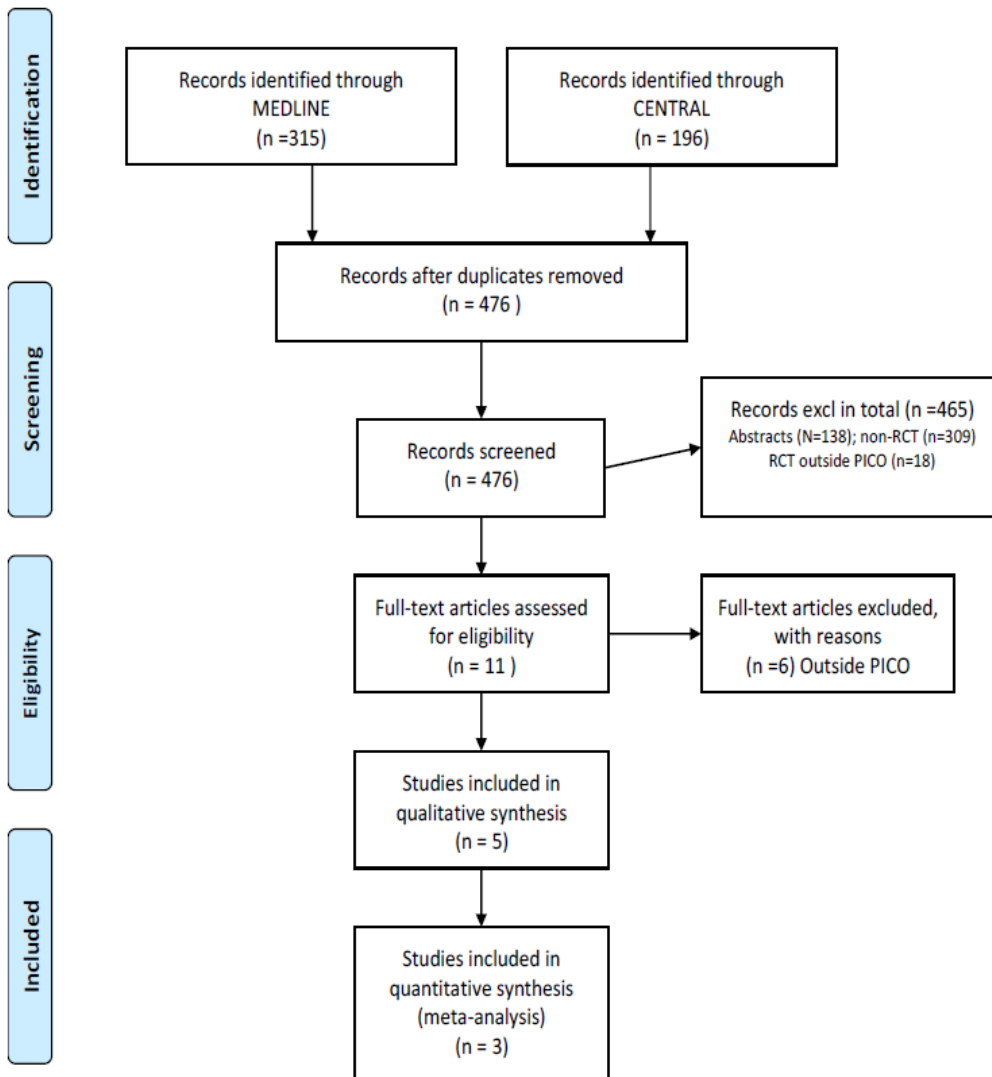 Identification
Records identified through
MEDLINE
(n =315)
Records identified through
CENTRAL
(n = 196)
Records after duplicates removed
(n = 476 )
Screening
Records screened
(n = 476)
Records excl in total (n =465)
Abstracts (N=138); non-RCT (n=309)
RCT outside PICO (n=18)
Eligibility
Full-text articles assessed
for eligibility
(n = 11 )
Full-text articles excluded,
with reasons
(n =6) Outside PICO
Studies included in
qualitative synthesis
(n = 5)
Included
Studies included in
quantitative synthesis
(meta-analysis)
(n = 3)